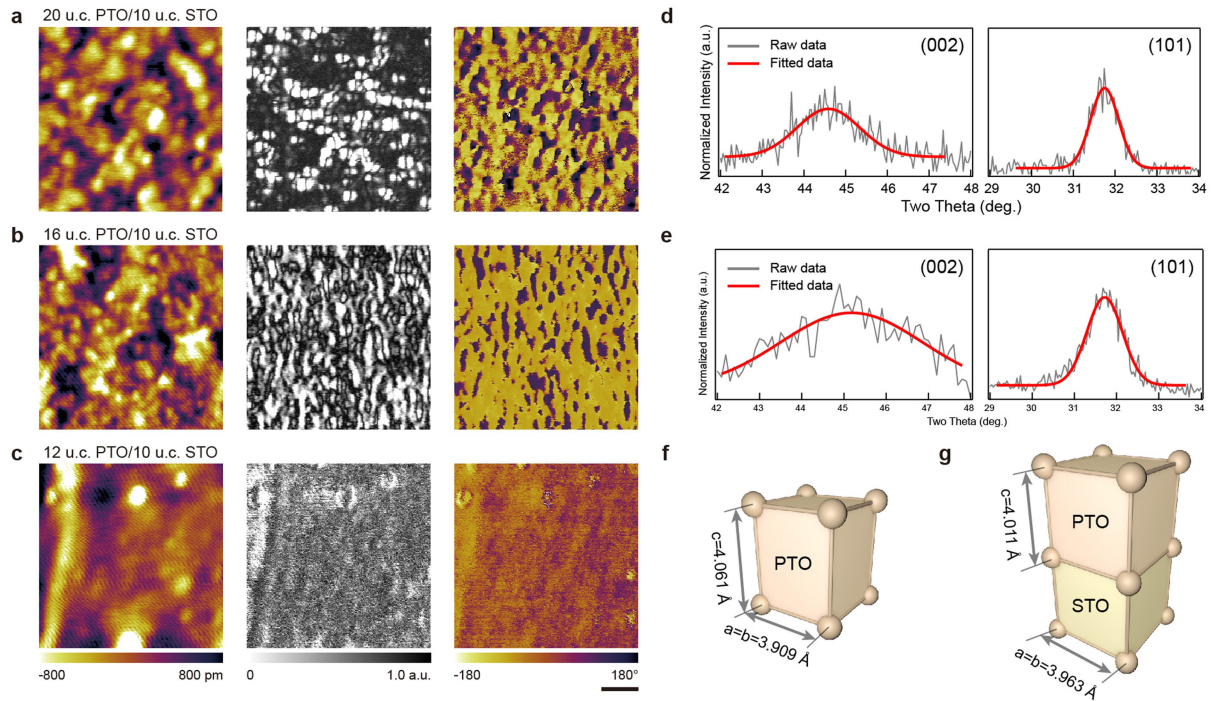 a 20 u.c. PTO/10 u.c. STO
b 16 u.c. PTO/10 u.c. STO
c 12 u.c. PTO/10 u.c. STO
-800 800 pm
0 1.0 a.u.
-180 180°
d
Normalized Intensity (a.u.)
Raw data
Fitted data
(002)
42 43 44 45 46 47 48
(101)
29 30 31 32 33 34
Two Theta (deg.)
e
Normalized Intensity (a.u.)
Raw data
Fitted data
(002)
42 43 44 45 46 47 48
(101)
29 30 31 32 33 34
Two Theta (deg.)
f
PTO
c=4.061 Å
a=b=3.909 Å
g
PTO
STO
c=4.011 Å
a=b=3.963 Å